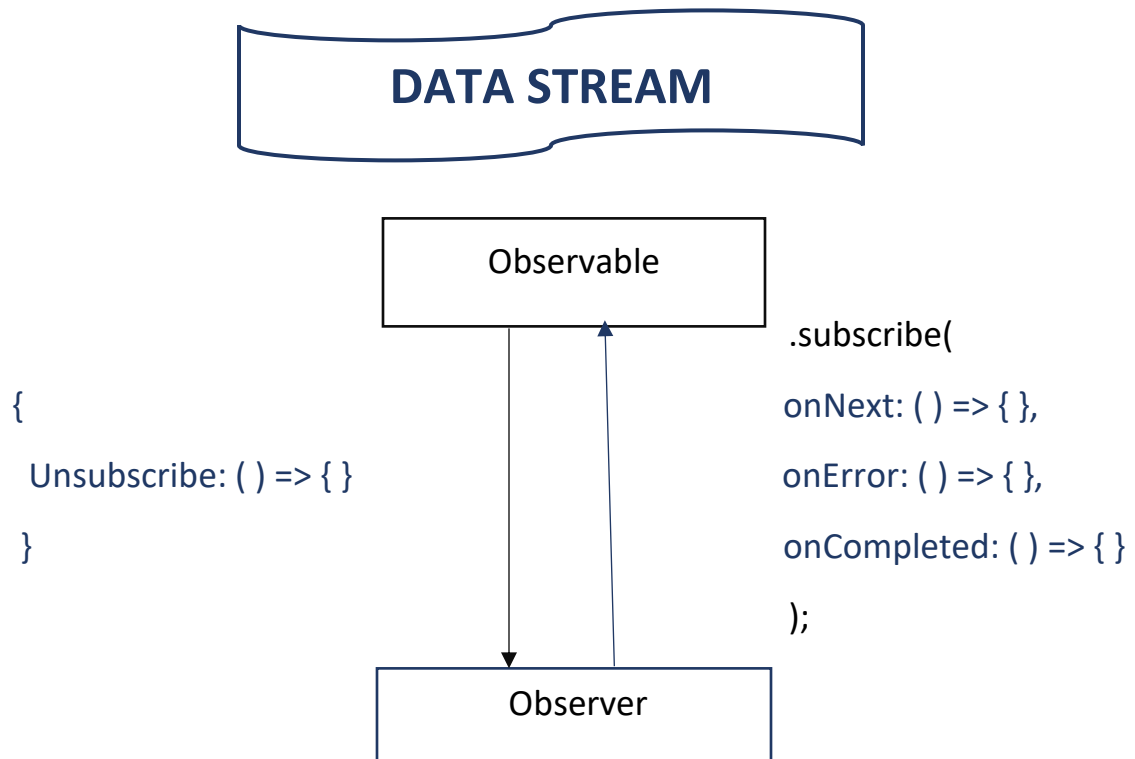 DATA STREAM
Observable
.subscribe(
{
onNext: ( ) => { },
Unsubscribe: ( ) => { }
onError: ( ) => { },
}
onCompleted: ( ) => { }
);
Observer